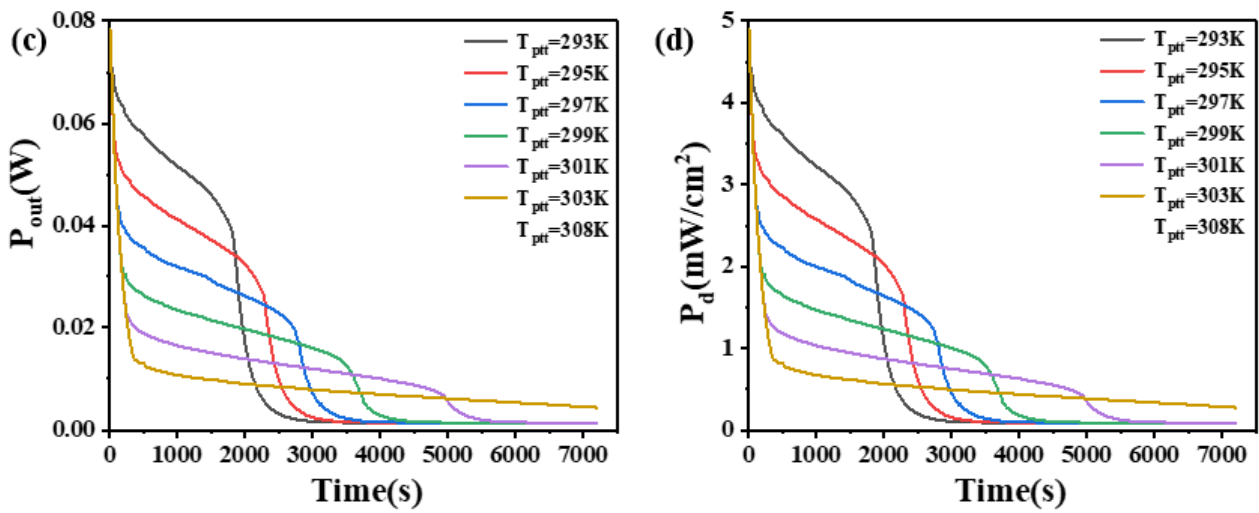 (c)
P_out(W)
0.08
0.06
0.04
0.02
0.00
T_ptt=293K
T_ptt=295K
T_ptt=297K
T_ptt=299K
T_ptt=301K
T_ptt=303K
T_ptt=308K
0 1000 2000 3000 4000 5000 6000 7000
Time(s)
(d)
P_d(mW/cm²)
5
4
3
2
1
0
T_ptt=293K
T_ptt=295K
T_ptt=297K
T_ptt=299K
T_ptt=301K
T_ptt=303K
T_ptt=308K
0 1000 2000 3000 4000 5000 6000 7000
Time(s)